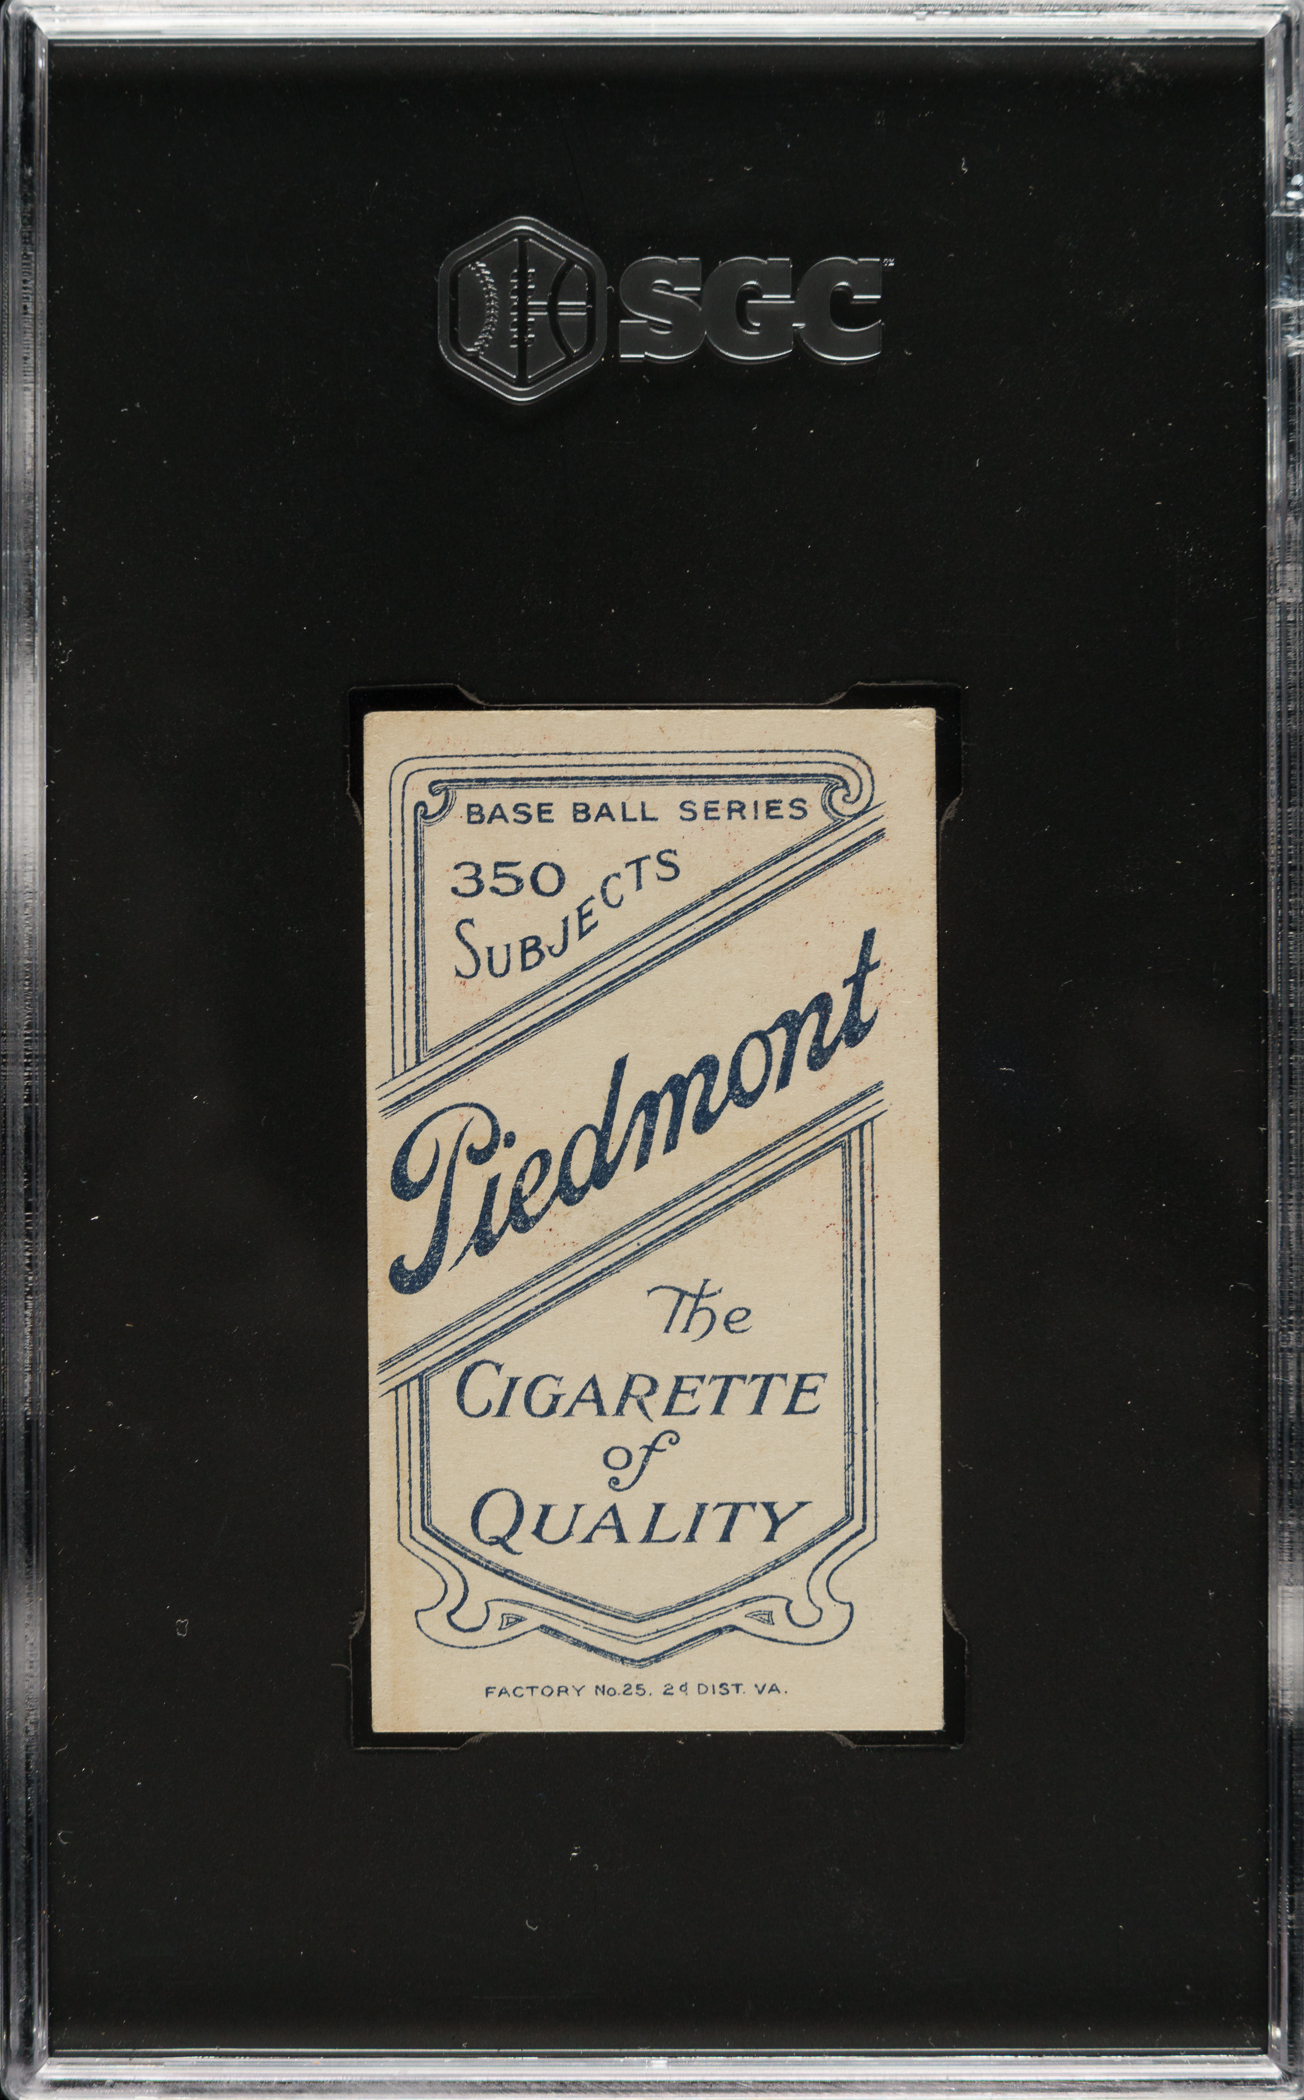 SGC
BASE BALL SERIES
350
SUBJECTS
Piedmont
The
CIGARETTE
of
QUALITY
FACTORY No. 25, 2d DIST. VA.